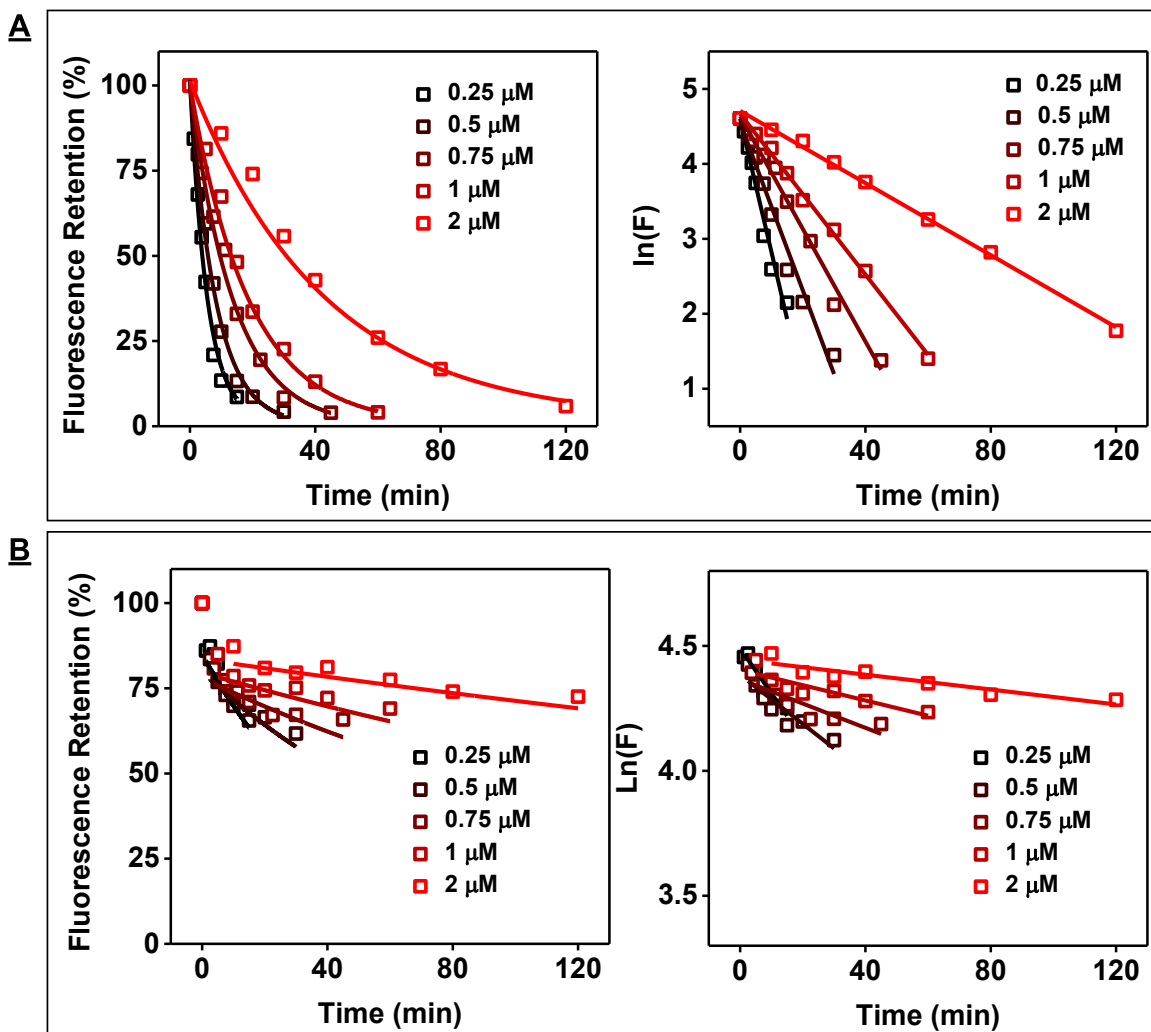 A
Fluorescence Retention (%)
100
75
50
25
0
0 40 80 120
Time (min)
0.25 μM
0.5 μM
0.75 μM
1 μM
2 μM
ln(F)
5
4
3
2
1
0 40 80 120
Time (min)
0.25 μM
0.5 μM
0.75 μM
1 μM
2 μM
B
Fluorescence Retention (%)
100
75
50
25
0
0 40 80 120
Time (min)
0.25 μM
0.5 μM
0.75 μM
1 μM
2 μM
Ln(F)
4.5
4.0
3.5
0 40 80 120
Time (min)
0.25 μM
0.5 μM
0.75 μM
1 μM
2 μM